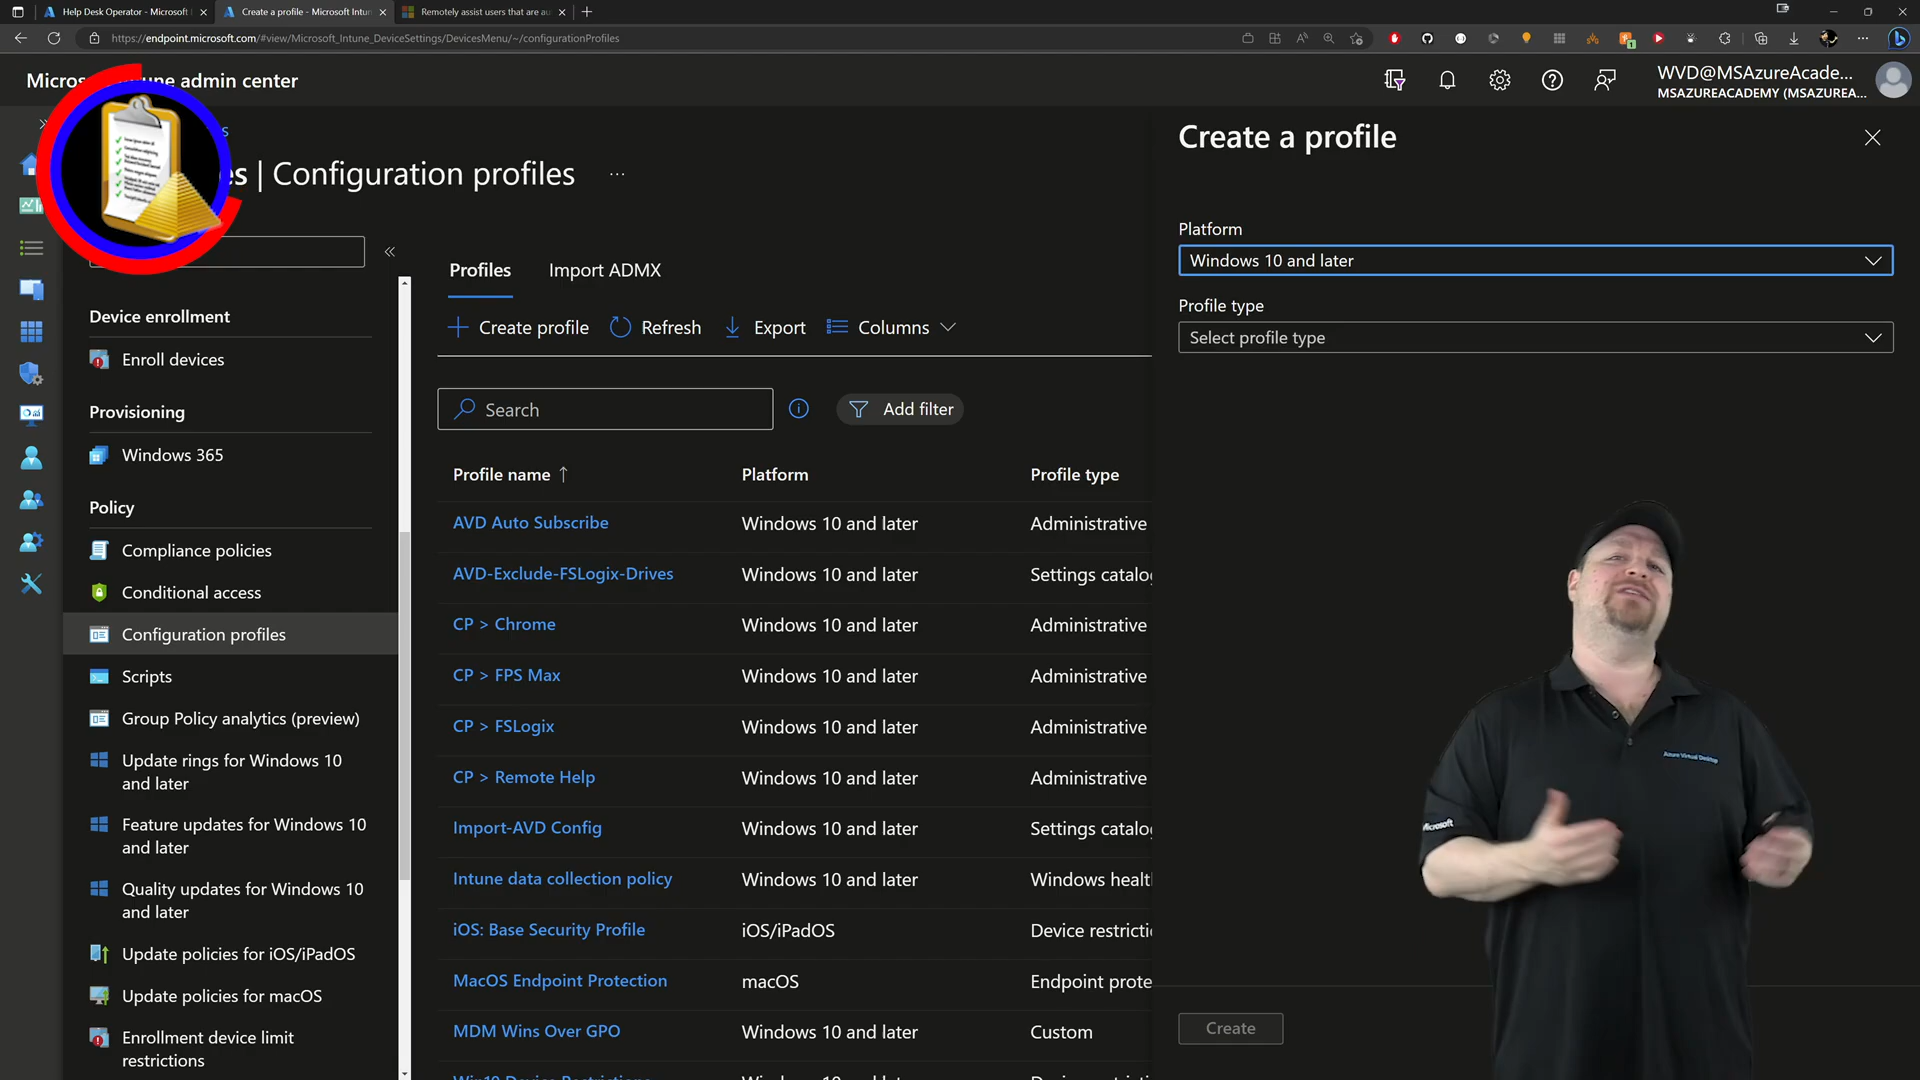 Help Desk Operator - Microsoft
Create a profile - Microsoft Intun
Remotely assist users that are au
https://endpoint.microsoft.com/#view/Microsoft_Intune_DeviceSettings/DevicesMenu/~/configurationProfiles
1
Micros une admin center
WVD@MSAzureAcade...
MSAZUREACADEMY (MSAZUREA...
s
es | Configuration profiles
...
Device enrollment
Enroll devices
Provisioning
Windows 365
Policy
Compliance policies
Conditional access
Configuration profiles
Scripts
Group Policy analytics (preview)
Update rings for Windows 10
and later
Feature updates for Windows 10
and later
Quality updates for Windows 10
and later
Update policies for iOS/iPadOS
Update policies for macOS
Enrollment device limit
restrictions
Profiles
Import ADMX
Create profile
Refresh
Export
Columns
Search
Add filter
Profile name ↑ Platform Profile type
AVD Auto Subscribe Windows 10 and later Administrative
AVD-Exclude-FSLogix-Drives Windows 10 and later Settings catalo
CP > Chrome Windows 10 and later Administrative
CP > FPS Max Windows 10 and later Administrative
CP > FSLogix Windows 10 and later Administrative
CP > Remote Help Windows 10 and later Administrative
Import-AVD Config Windows 10 and later Settings catalo
Intune data collection policy Windows 10 and later Windows healt
iOS: Base Security Profile iOS/iPadOS Device restricti
MacOS Endpoint Protection macOS Endpoint prote
MDM Wins Over GPO Windows 10 and later Custom
Create a profile
Platform
Windows 10 and later
Profile type
Select profile type
Azure Virtual Desktop
Microsoft
Create